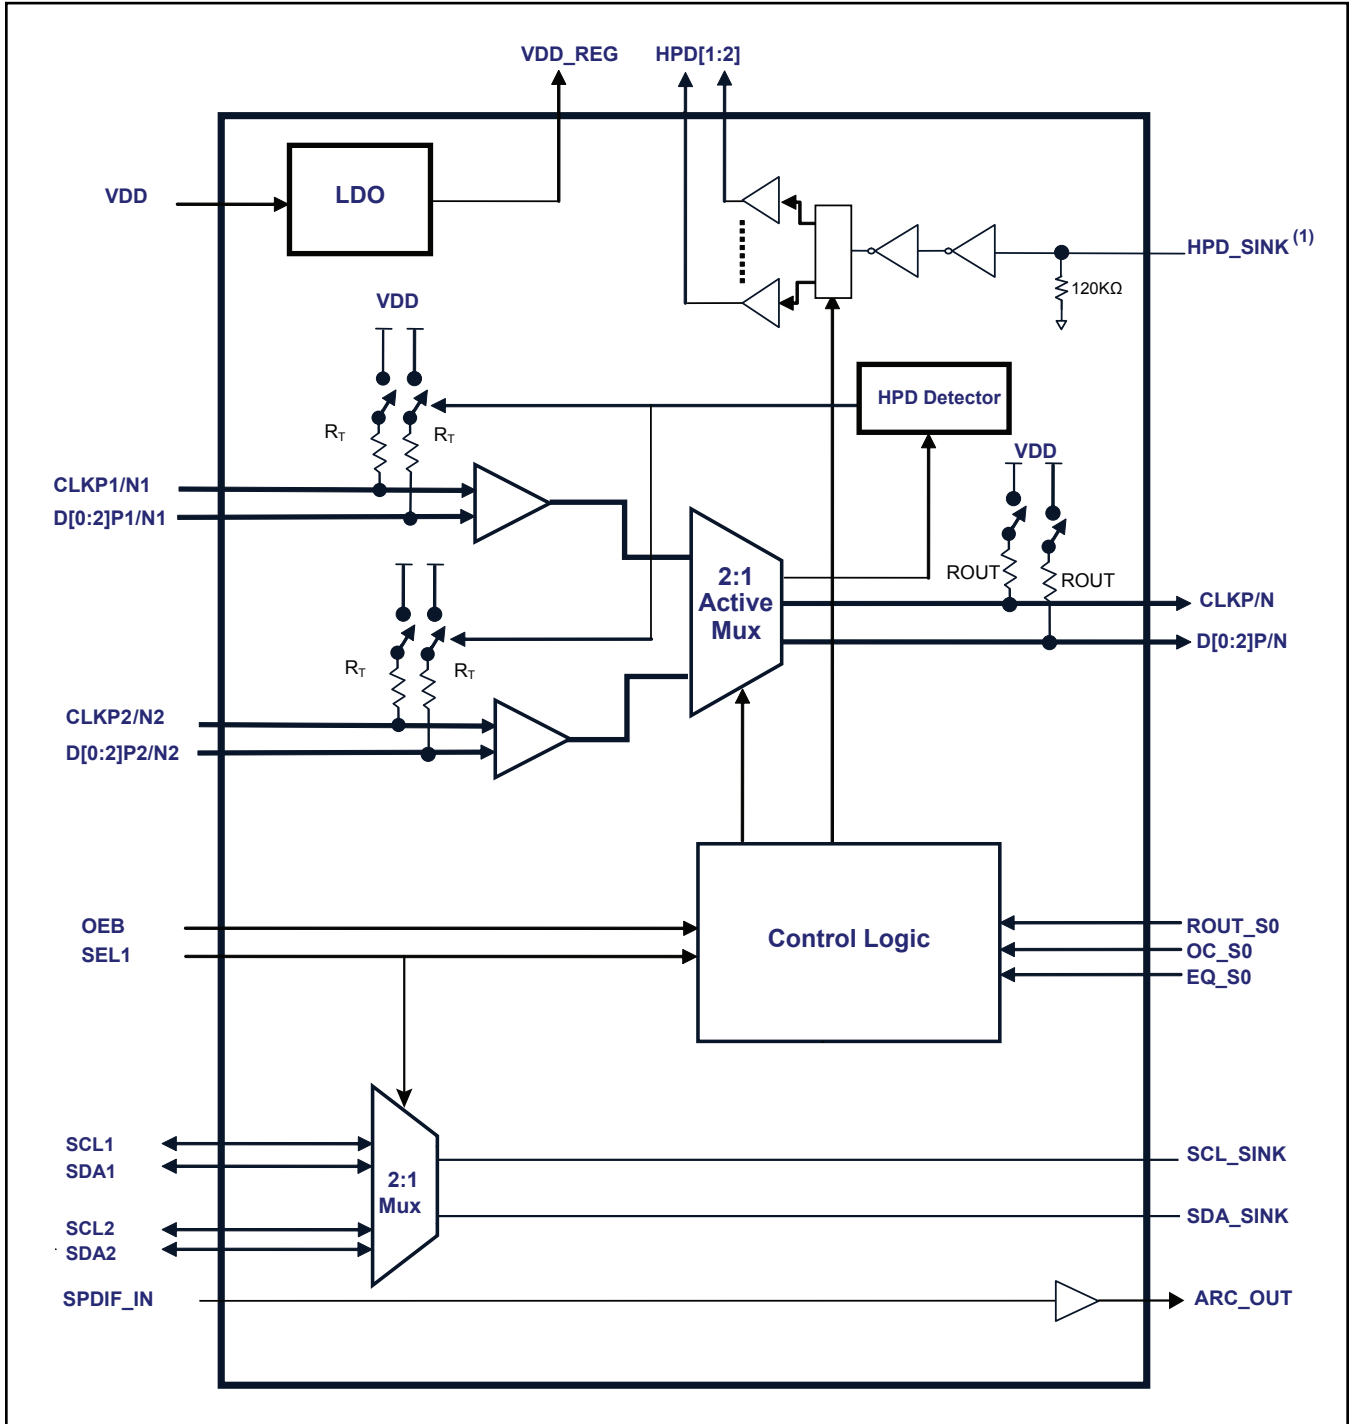 VDD_REG
HPD[1:2]
VDD
LDO
HPD_SINK(1)
120KΩ
VDD
HPD Detector
RT
RT
VDD
CLKP1/N1
D[0:2]P1/N1
2:1
Active
Mux
ROUT
ROUT
CLKP/N
D[0:2]P/N
RT
RT
CLKP2/N2
D[0:2]P2/N2
OEB
SEL1
Control Logic
ROUT_S0
OC_S0
EQ_S0
SCL1
SDA1
2:1
Mux
SCL_SINK
SCL2
SDA2
SDA_SINK
SPDIF_IN
ARC_OUT